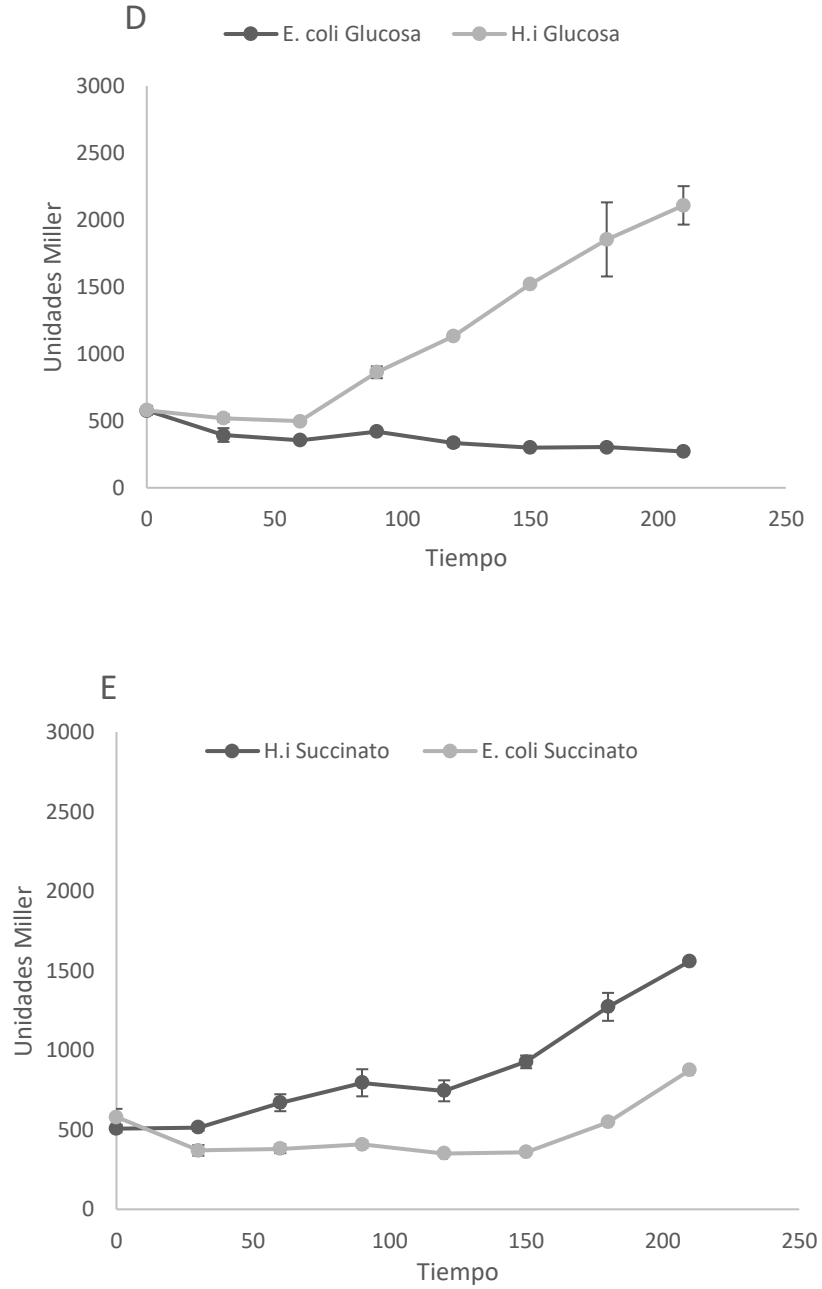 D
E. coli Glucosa H.i Glucosa
3000
2500
2000
1500
1000
500
0
Unidades Miller
0 50 100 150 200 250
Tiempo
E
H.i Succinato E. coli Succinato
3000
2500
2000
1500
1000
500
0
Unidades Miller
0 50 100 150 200 250
Tiempo